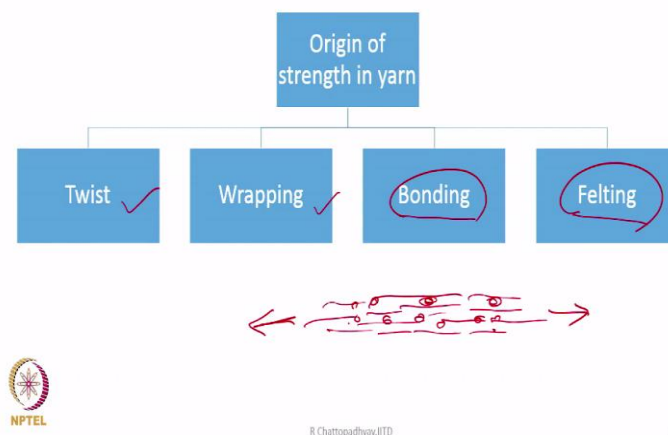 Origin of
strength in yarn
Twist
Wrapping
Bonding
Felting
NPTEL
R Chattopadhyay,IITD